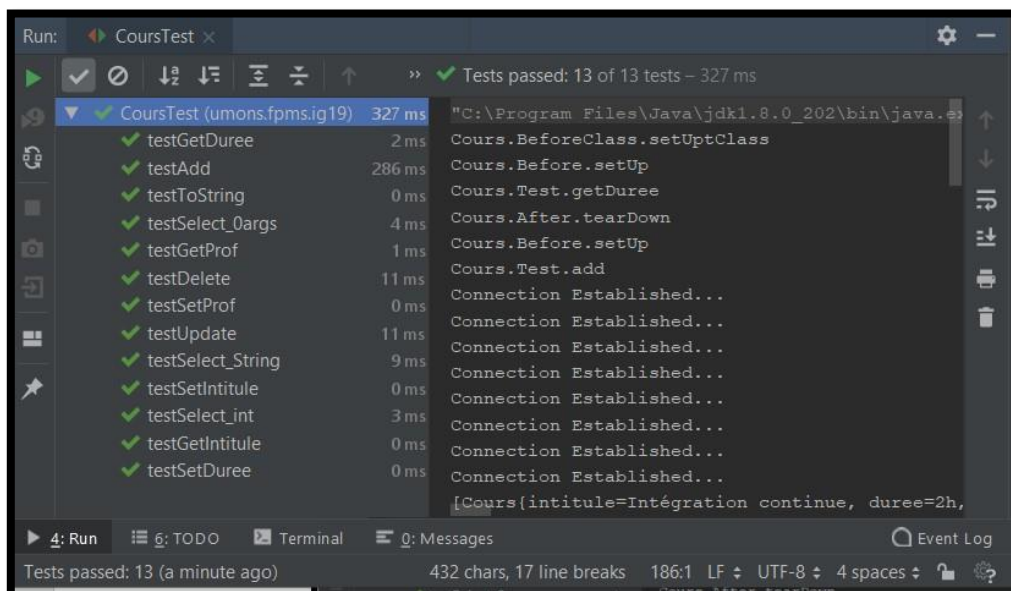 Run: CoursTest ×
» Tests passed: 13 of 13 tests – 327 ms
CoursTest (umons.fpms.ig19) 327 ms
testGetDuree 2 ms
testAdd 286 ms
testToString 0 ms
testSelect_0args 4 ms
testGetProf 1 ms
testDelete 11 ms
testSetProf 0 ms
testUpdate 11 ms
testSelect_String 9 ms
testSetIntitule 0 ms
testSelect_int 3 ms
testGetIntitule 0 ms
testSetDuree 0 ms
"C:\Program Files\Java\jdk1.8.0_202\bin\java.ex
Cours.BeforeClass.setUptClass
Cours.Before.setUp
Cours.Test.getDuree
Cours.After.tearDown
Cours.Before.setUp
Cours.Test.add
Connection Established...
Connection Established...
Connection Established...
Connection Established...
Connection Established...
Connection Established...
Connection Established...
Connection Established...
[Cours{intitule=Intégration continue, duree=2h,
4: Run 6: TODO Terminal 0: Messages Event Log
Tests passed: 13 (a minute ago) 432 chars, 17 line breaks 186:1 LF UTF-8 4 spaces